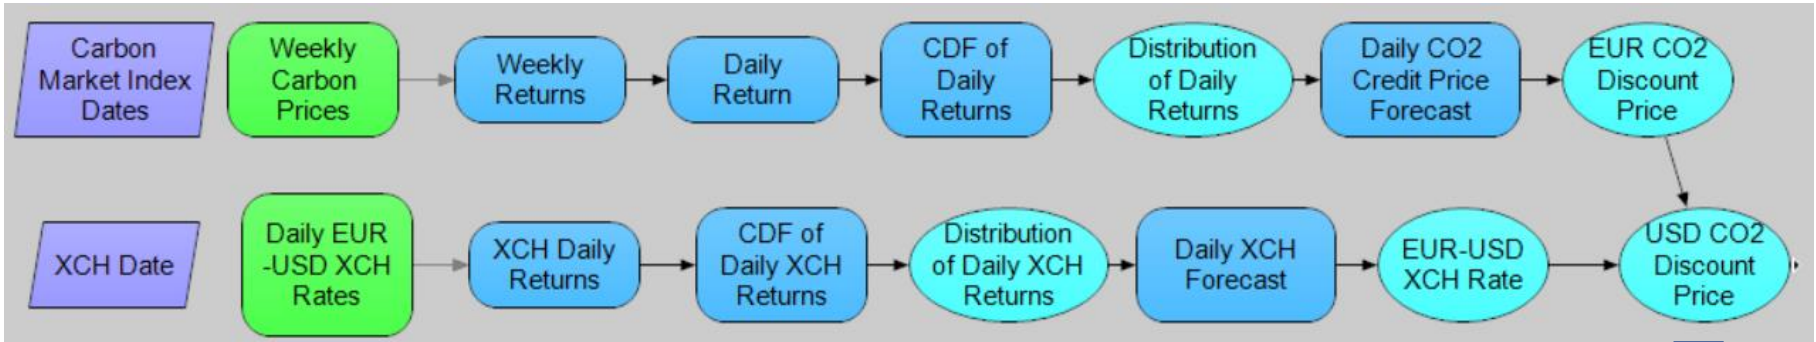 Carbon
Market Index
Dates
Weekly
Carbon
Prices
Weekly
Returns
Daily
Return
CDF of
Daily
Returns
Distribution
of Daily
Returns
Daily CO2
Credit Price
Forecast
EUR CO2
Discount
Price
XCH Date
Daily EUR
-USD XCH
Rates
XCH Daily
Returns
CDF of
Daily XCH
Returns
Distribution
of Daily XCH
Returns
Daily XCH
Forecast
EUR-USD
XCH Rate
USD CO2
Discount
Price